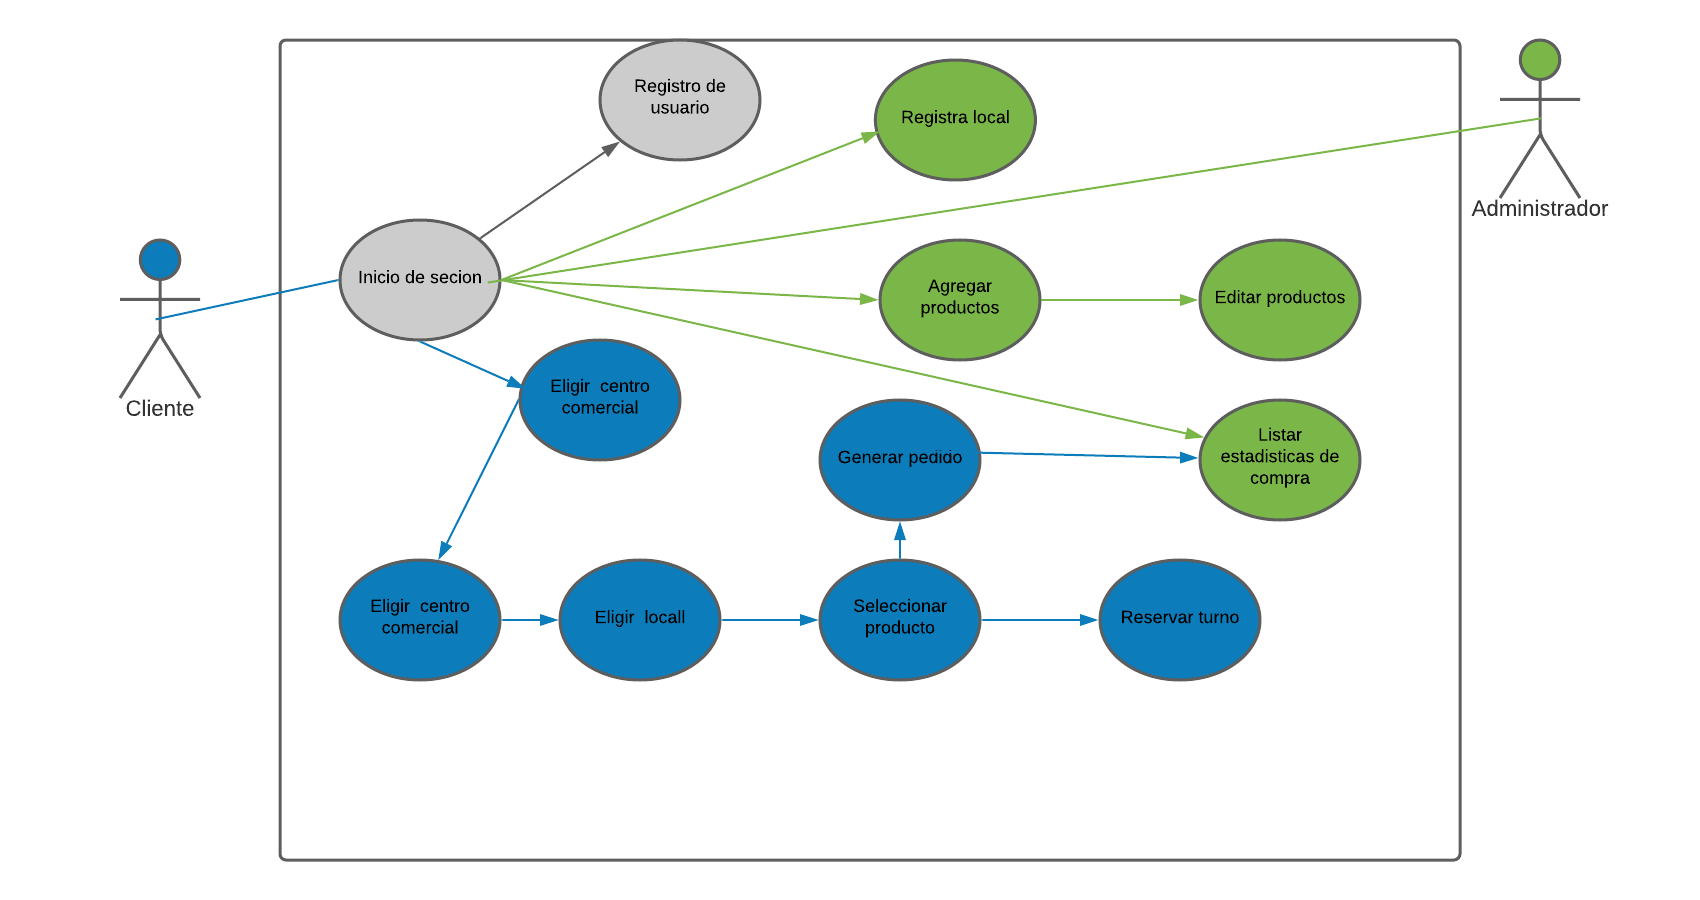 Registro de
usuario
Registra local
Administrador
Inicio de secion
Agregar
productos
Editar productos
Cliente
Eligir  centro
comercial
Generar pedido
Listar
estadisticas de
compra
Eligir  centro
comercial
Eligir  locall
Seleccionar
producto
Reservar turno